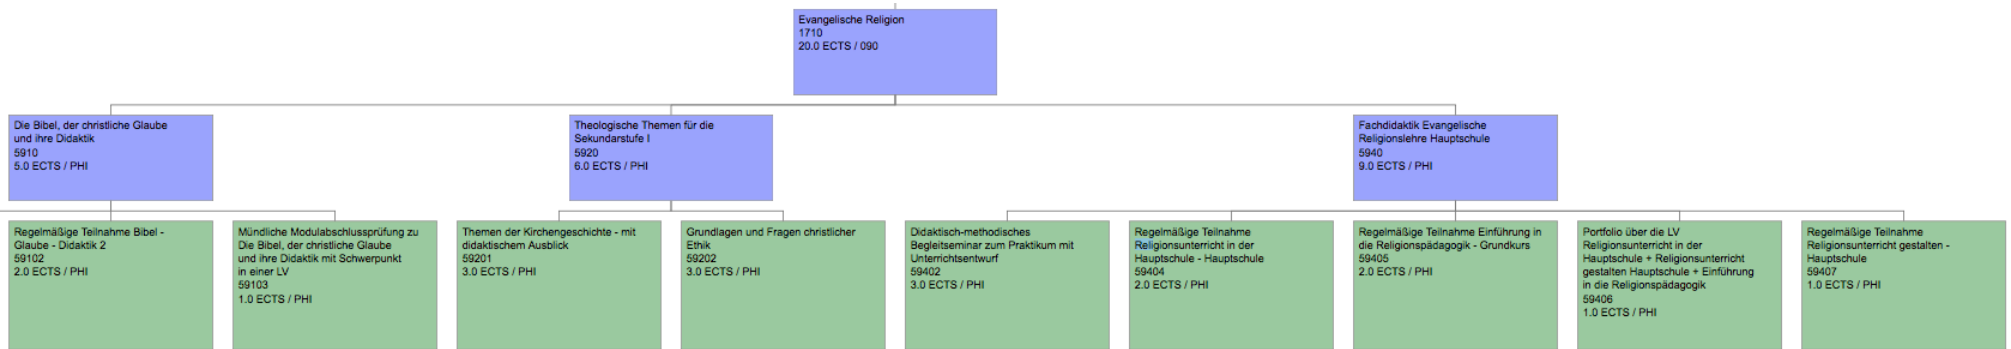 Evangelische Religion
1710
20.0 ECTS / 090
Die Bibel, der christliche Glaube
und ihre Didaktik
5910
5.0 ECTS / PHI
Theologische Themen für die
Sekundarstufe I
5920
6.0 ECTS / PHI
Fachdidaktik Evangelische
Religionslehre Hauptschule
5940
9.0 ECTS / PHI
Regelmäßige Teilnahme Bibel -
Glaube - Didaktik 2
59102
2.0 ECTS / PHI
Mündliche Modulabschlussprüfung zu
Die Bibel, der christliche Glaube
und ihre Didaktik mit Schwerpunkt
in einer LV
59103
1.0 ECTS / PHI
Themen der Kirchengeschichte - mit
didaktischem Ausblick
59201
3.0 ECTS / PHI
Grundlagen und Fragen christlicher
Ethik
59202
3.0 ECTS / PHI
Didaktisch-methodisches
Begleitseminar zum Praktikum mit
Unterrichtsentwurf
59402
3.0 ECTS / PHI
Regelmäßige Teilnahme
Religionsunterricht in der
Hauptschule - Hauptschule
59404
2.0 ECTS / PHI
Regelmäßige Teilnahme Einführung in
die Religionspädagogik - Grundkurs
59405
2.0 ECTS / PHI
Portfolio über die LV
Religionsunterricht in der
Hauptschule + Religionsunterricht
gestalten Hauptschule + Einführung
in die Religionspädagogik
59406
1.0 ECTS / PHI
Regelmäßige Teilnahme
Religionsunterricht gestalten -
Hauptschule
59407
1.0 ECTS / PHI